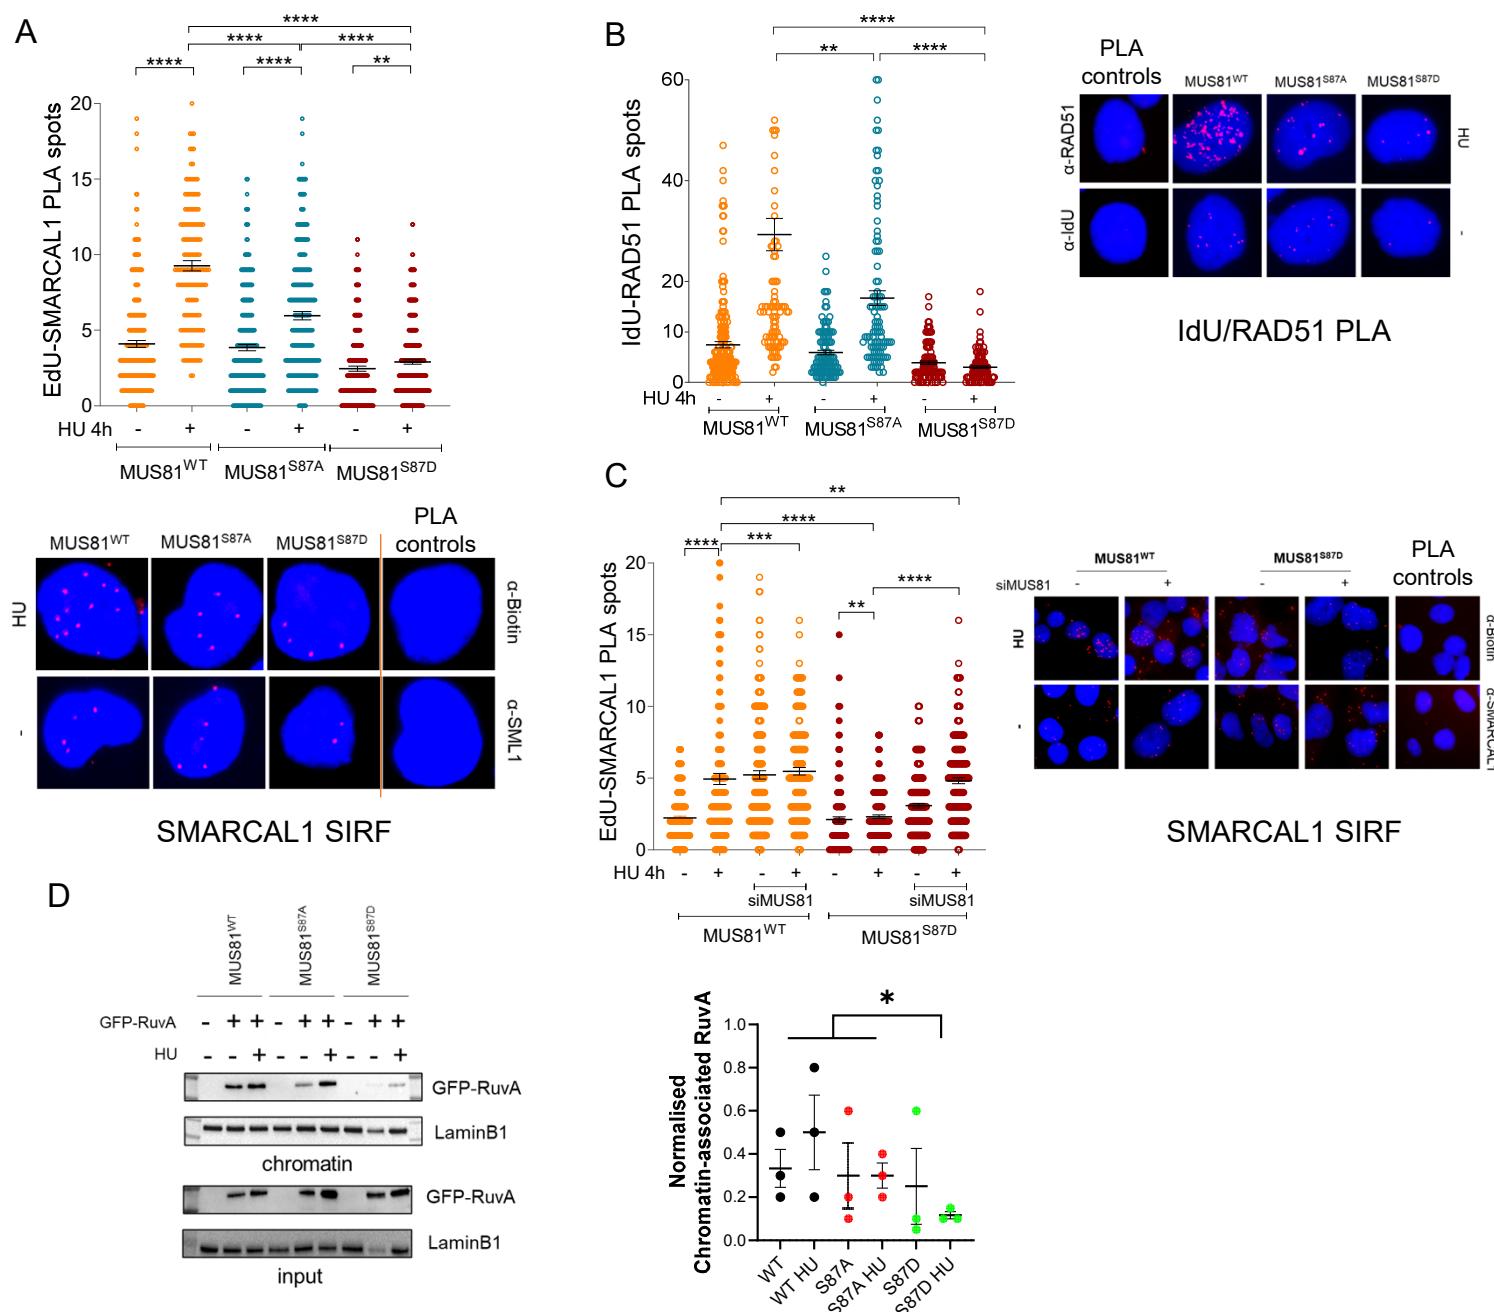 A
****
**** ****
**** **** **
EdU-SMARCAL1 PLA spots
20
15
10
5
0
HU 4h - + - + - +
MUS81WT MUS81S87A MUS81S87D
MUS81WT MUS81S87A MUS81S87D PLA controls
HU
-
α-Biotin
α-SML1
SMARCAL1 SIRF
B
****
** ****
IdU-RAD51 PLA spots
60
40
20
10
0
HU 4h - + - + - +
MUS81WT MUS81S87A MUS81S87D
PLA controls MUS81WT MUS81S87A MUS81S87D
α-RAD51
α-IdU
HU
-
IdU/RAD51 PLA
C
**
****
**** ***
****
**
EdU-SMARCAL1 PLA spots
20
15
10
5
0
HU 4h - + - + - + - +
siMUS81 siMUS81
MUS81WT MUS81S87D
MUS81WT MUS81S87D PLA controls
siMUS81 - + - +
HU
-
α-Biotin
α-SMARCAL1
SMARCAL1 SIRF
D
MUS81WT MUS81S87A MUS81S87D
GFP-RuvA - + + - + + - + +
HU - - + - - + - - +
GFP-RuvA
LaminB1
chromatin
GFP-RuvA
LaminB1
input
*
Normalised
Chromatin-associated RuvA
1.0
0.8
0.6
0.4
0.2
0.0
WT
WT HU
S87A
S87A HU
S87D
S87D HU